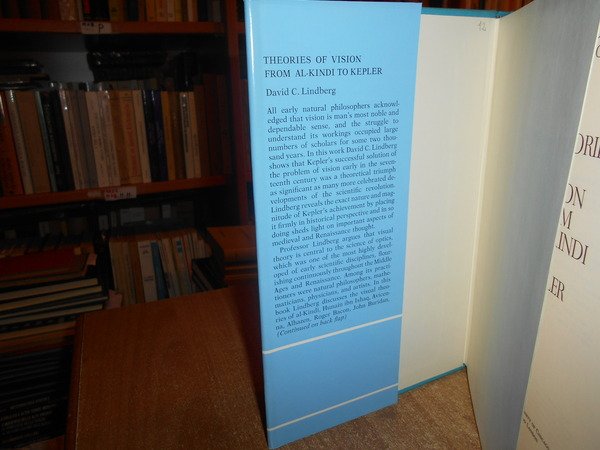 THEORIES OF VISION
FROM AL-KINDI TO KEPLER
David C. Lindberg
All early natural philosophers acknowl-
edged that vision is man's most noble and
dependable sense, and the struggle to
understand its workings occupied large
numbers of scholars for some two thou-
sand years. In this work David C. Lindberg
shows that Kepler's successful solution of
the problem of vision early in the seven-
teenth century was a theoretical triumph
as significant as many more celebrated de-
velopments of the scientific revolution.
Lindberg reveals the exact nature and mag-
nitude of Kepler's achievement by placing
it firmly in historical perspective and in so
doing sheds light on important aspects of
medieval and Renaissance thought.
Professor Lindberg argues that visual
theory is central to the science of optics,
which was one of the most highly devel-
oped of early scientific disciplines, flour-
ishing continuously throughout the Middle
Ages and Renaissance. Among its practi-
tioners were natural philosophers, mathe-
maticians, physicians, and artists. In this
book Lindberg discusses the visual theo-
ries of al-Kindi, Hunain ibn Ishaq, Avicen-
na, Alhazen, Roger Bacon, John Buridan,
(Continued on back flap)
ORIE
ON
M
INDI
LER